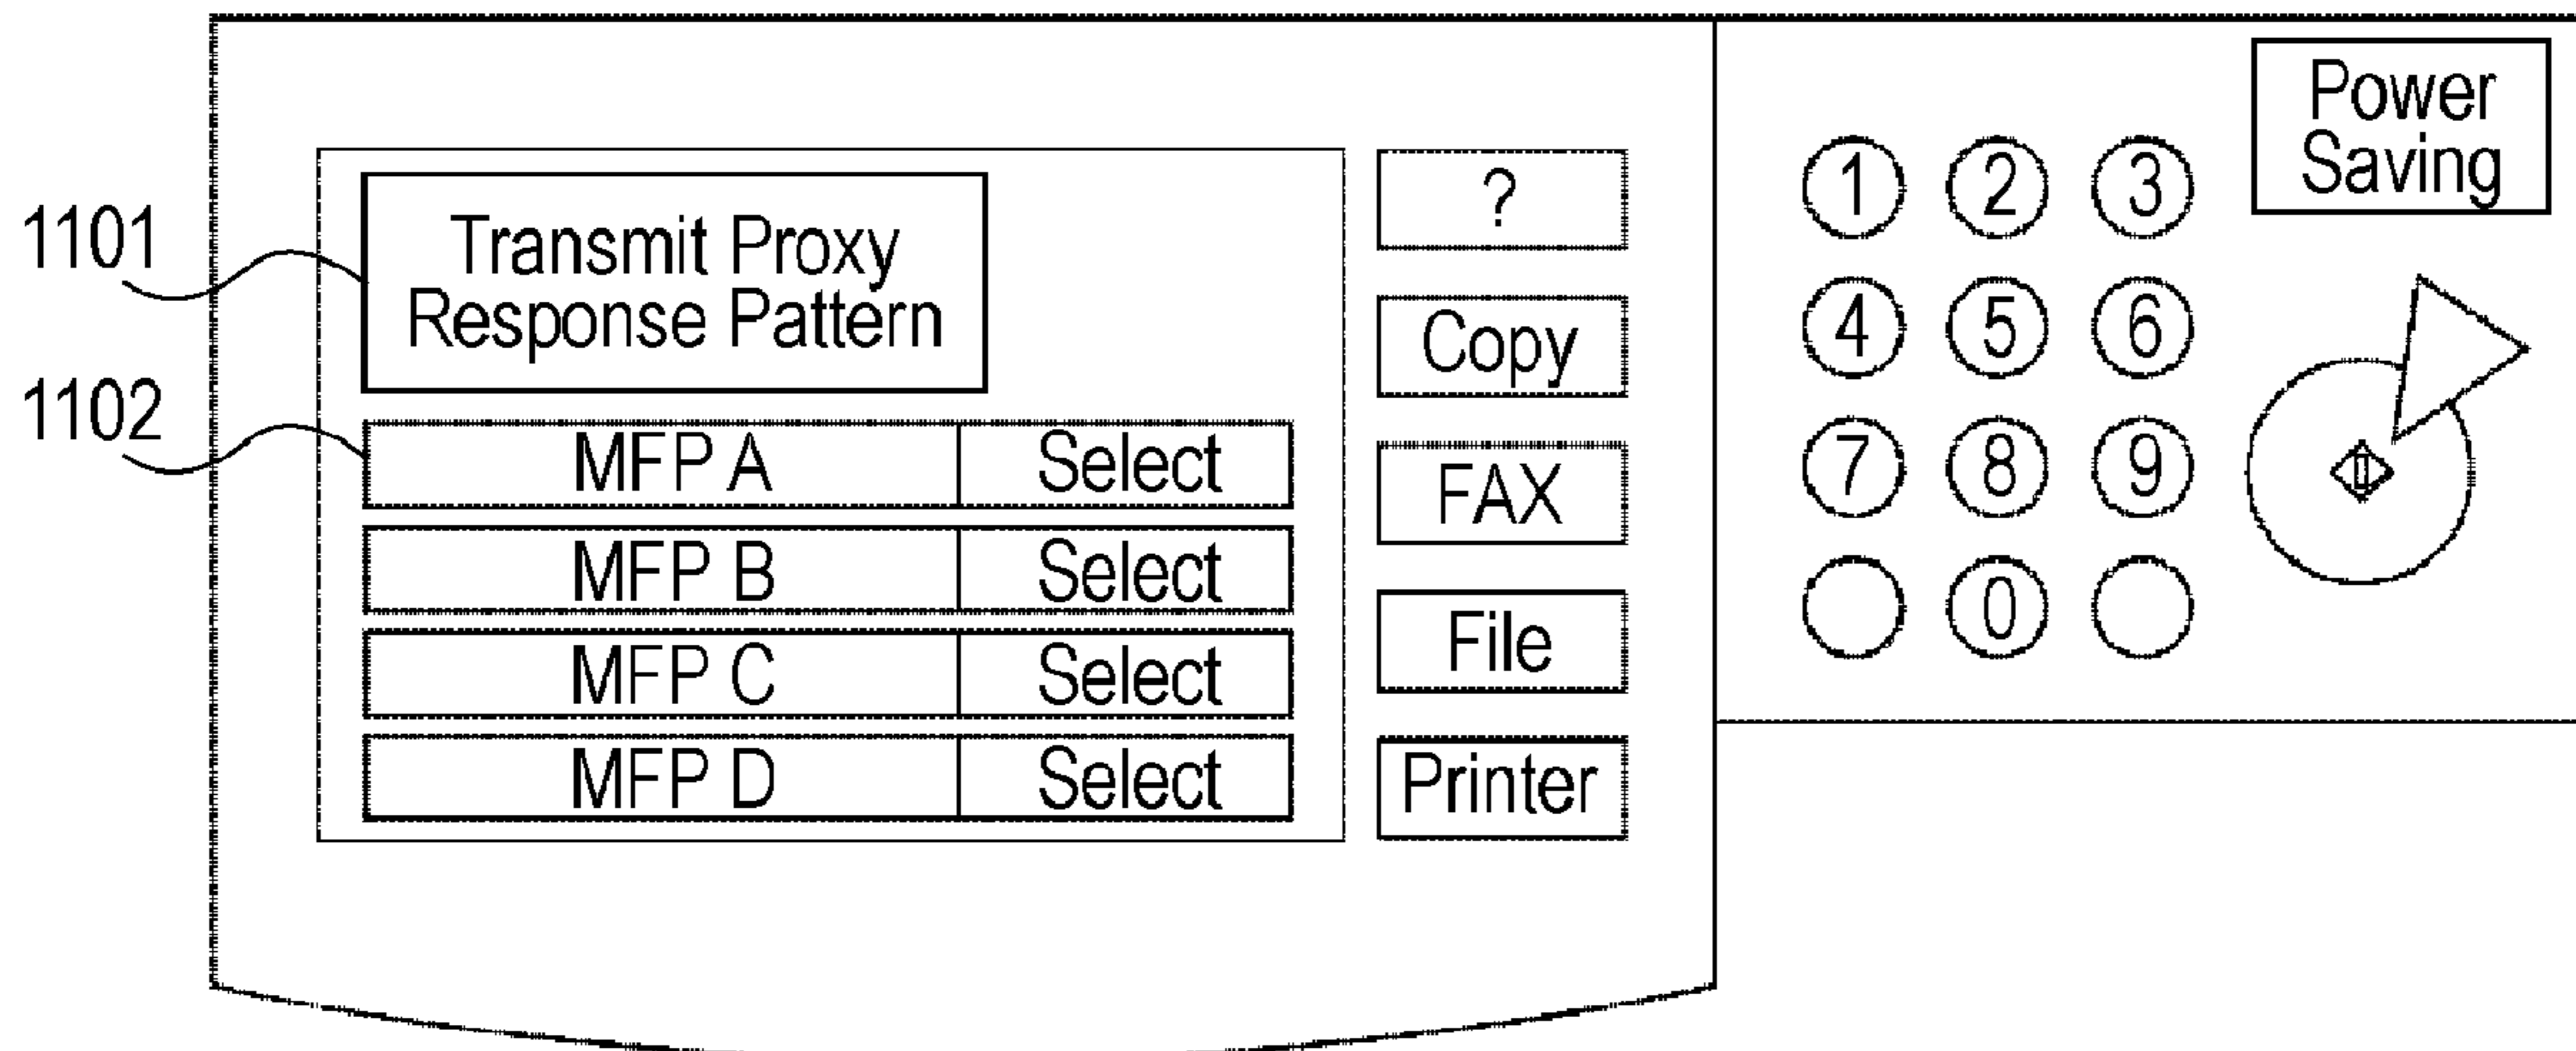 Power
Saving
1101
Transmit Proxy
Response Pattern
?
1 2 3
1102
Copy
4 5 6
MFP A Select
FAX
7 8 9
MFP B Select
File
0
MFP C Select
MFP D Select
Printer